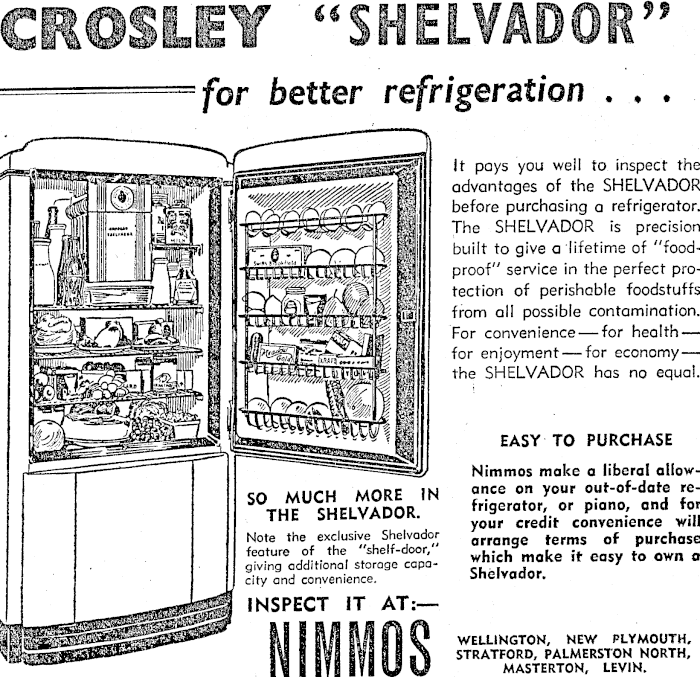 CROSLEY "SHELVADOR"
for better refrigeration . . .
It pays you well to inspect the
advantages of the SHELVADOR
before purchasing a refrigerator.
The SHELVADOR is precision
built to give a lifetime of "food-
proof" service in the perfect pro-
tection of perishable foodstuffs
from all possible contamination.
For convenience—for health—
for enjoyment—for economy—
the SHELVADOR has no equal.
EASY TO PURCHASE
Nimmos make a liberal allow-
ance on your out-of-date re-
frigerator, or piano, and for
your credit convenience will
arrange terms of purchase
which make it easy to own a
Shelvador.
SO MUCH MORE IN
THE SHELVADOR.
Note the exclusive Shelvador
feature of the "shelf-door,"
giving additional storage capa-
city and convenience.
INSPECT IT AT:—
NIMMOS
WELLINGTON, NEW PLYMOUTH,
STRATFORD, PALMERSTON NORTH,
MASTERTON, LEVIN.